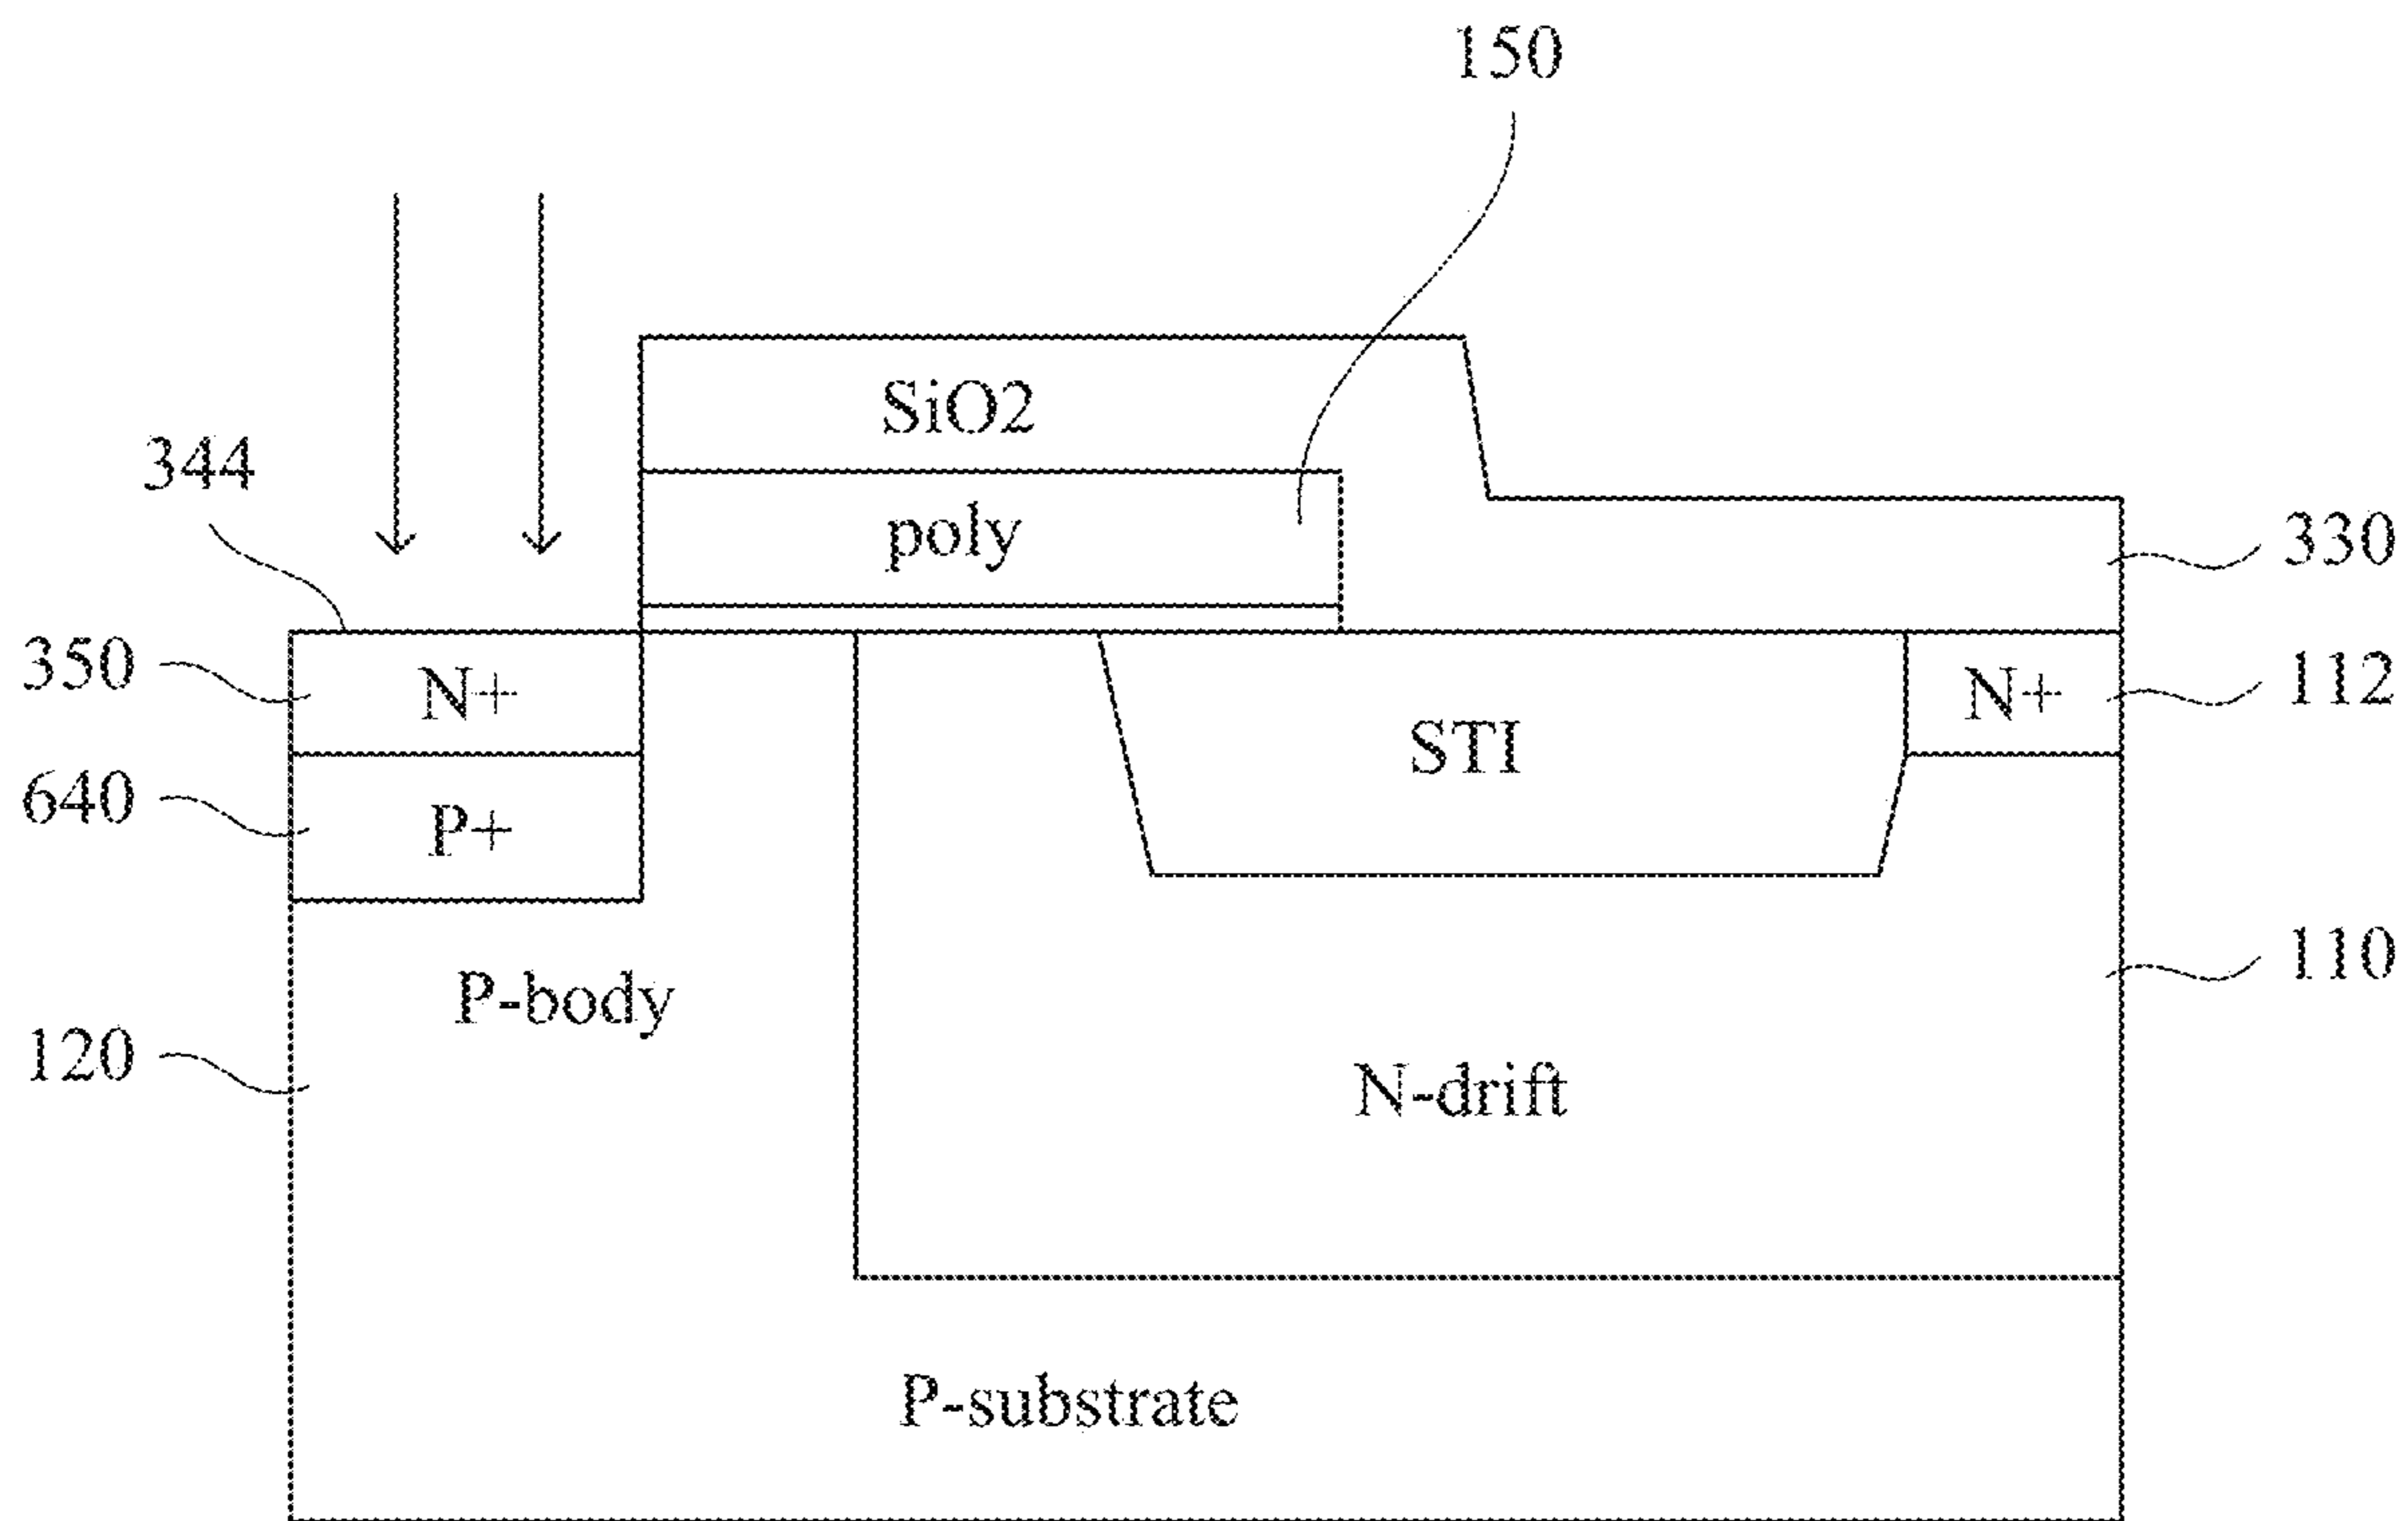 150
SiO2
344
poly
330
350
N+
N+
112
STI
640
P+
110
P-body
120
N-drift
P-substrate